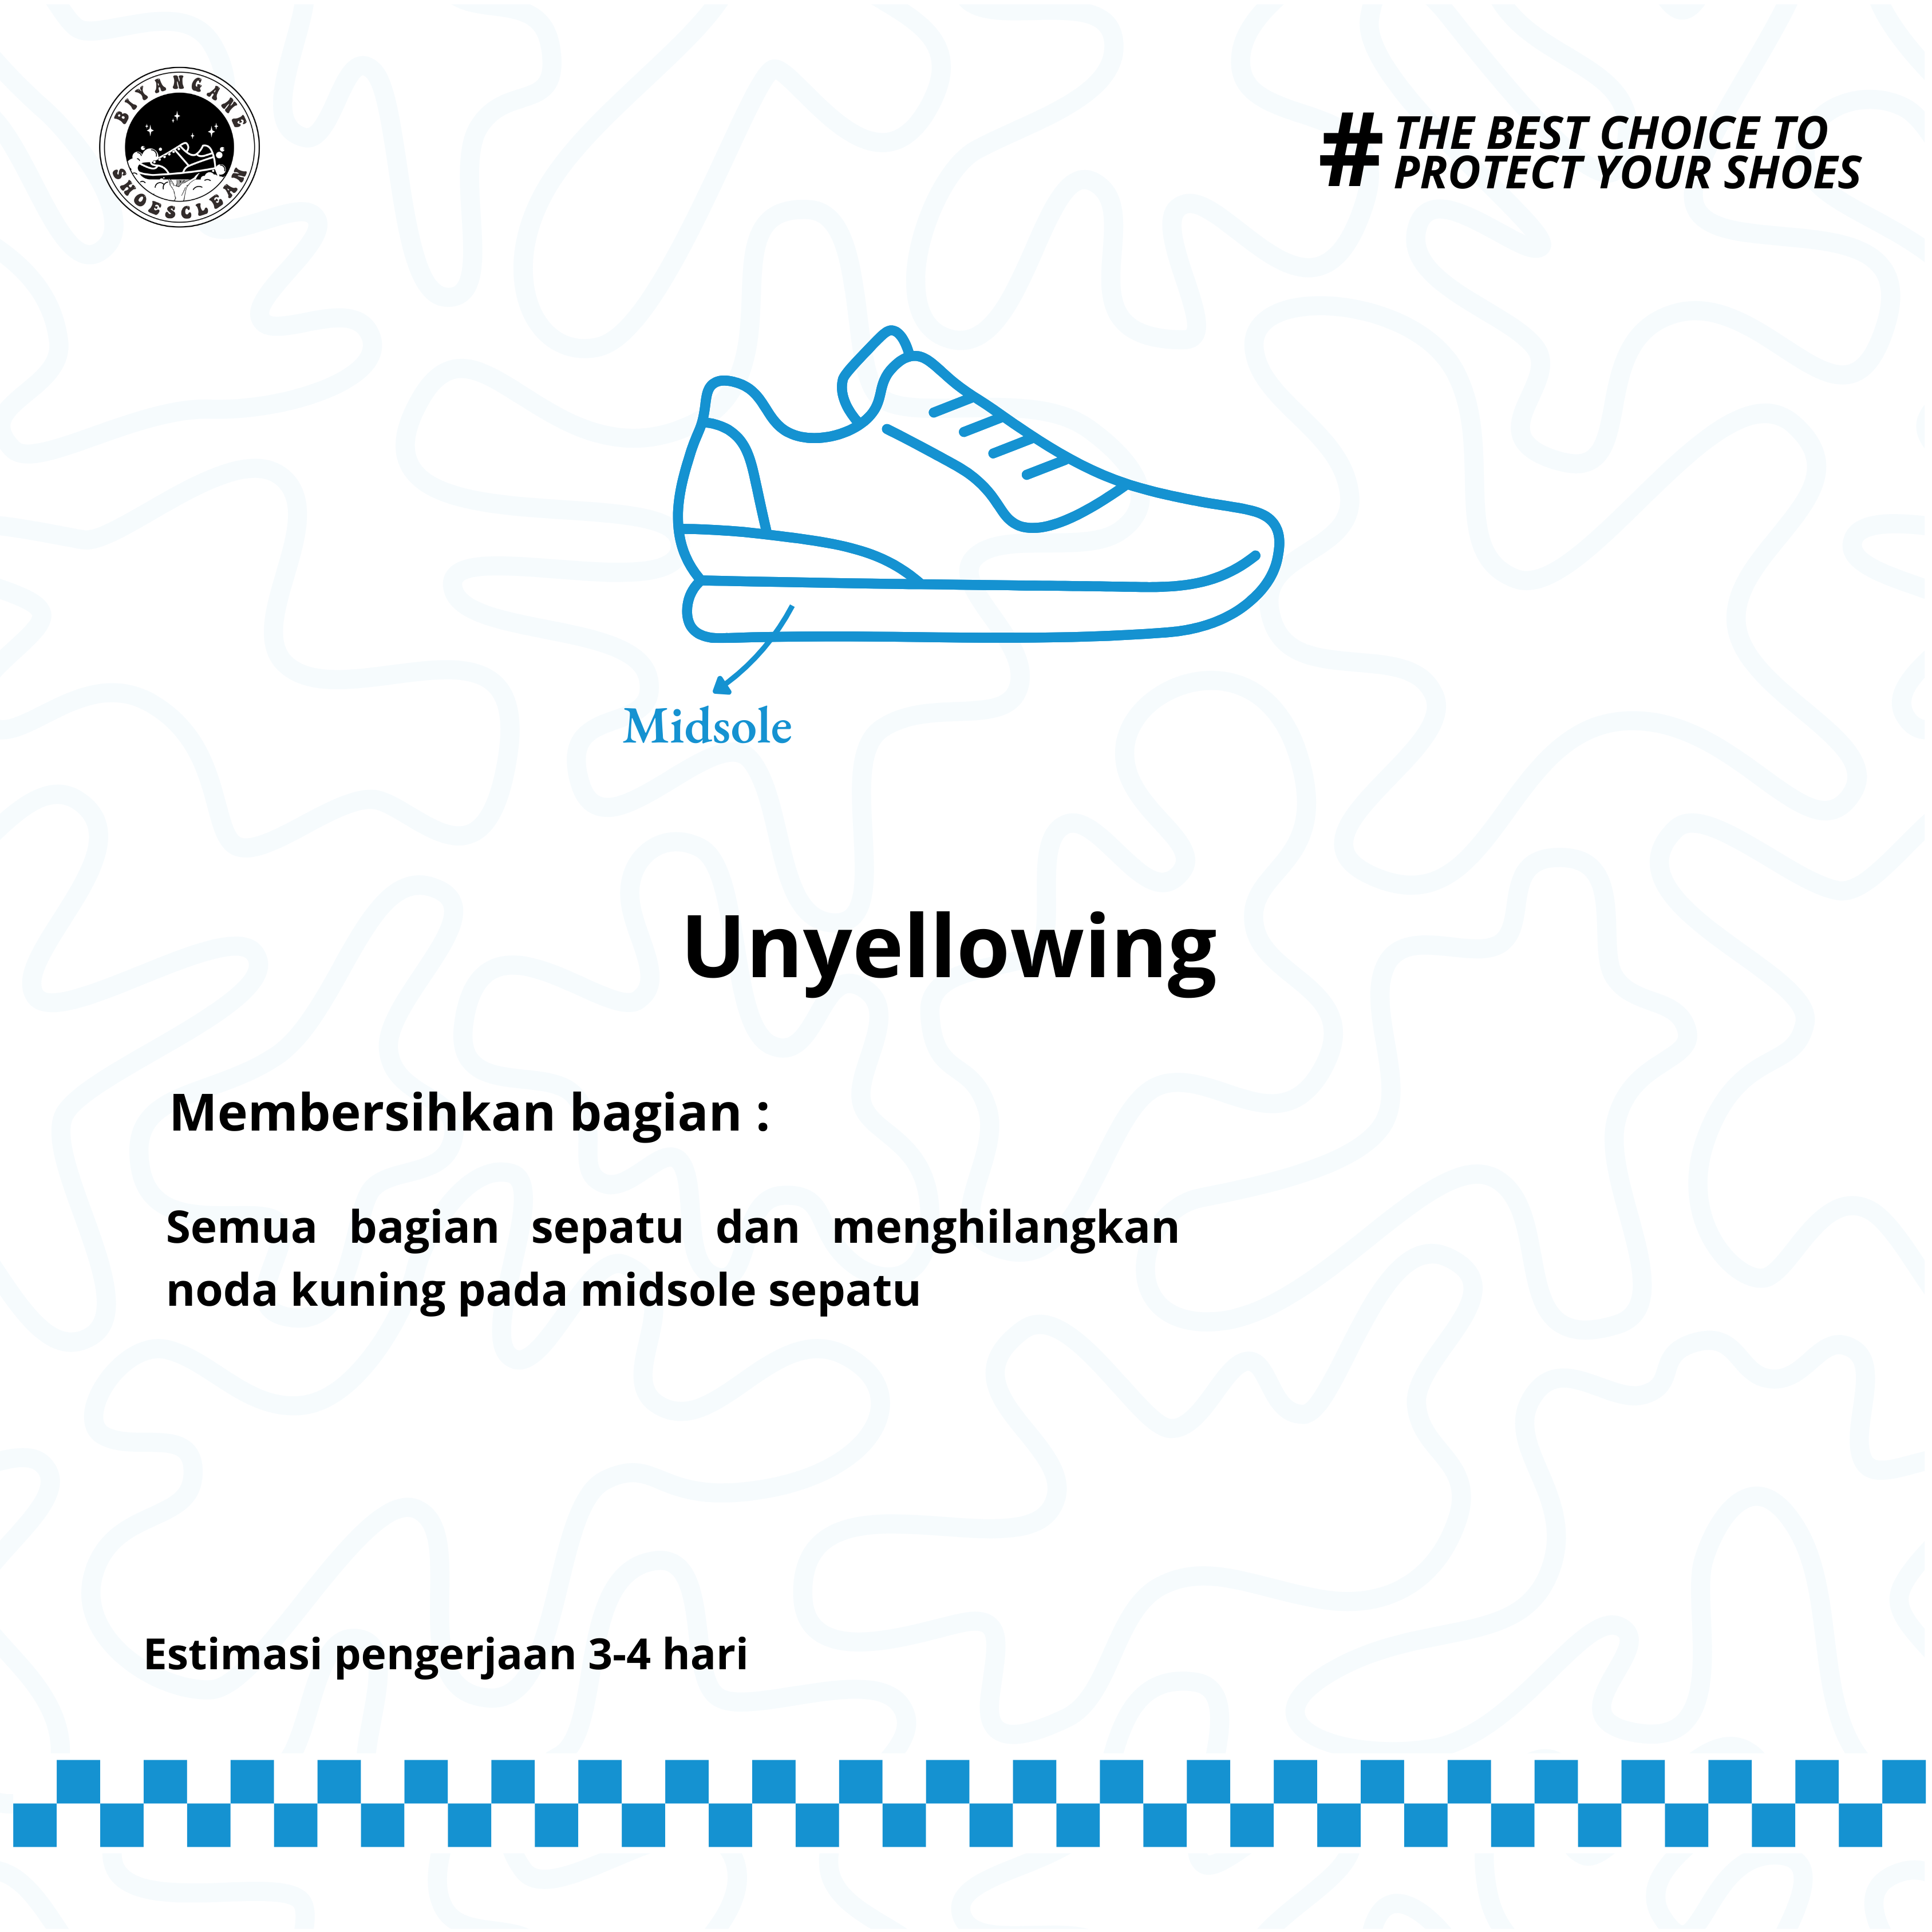 BIYANGANE
SHOESCLEAN
# THE BEST CHOICE TO
PROTECT YOUR SHOES
Midsole
Unyellowing
Membersihkan bagian :
Semua bagian sepatu dan menghilangkan
noda kuning pada midsole sepatu
Estimasi pengerjaan 3-4 hari